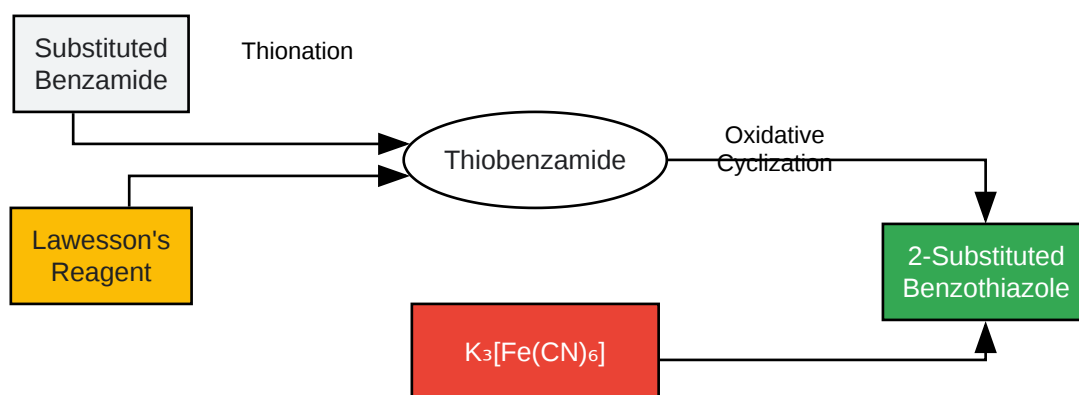 Substituted
Benzamide
Thionation
Thiobenzamide
Oxidative
Cyclization
Lawesson's
Reagent
2-Substituted
Benzothiazole
K₃[Fe(CN)₆]